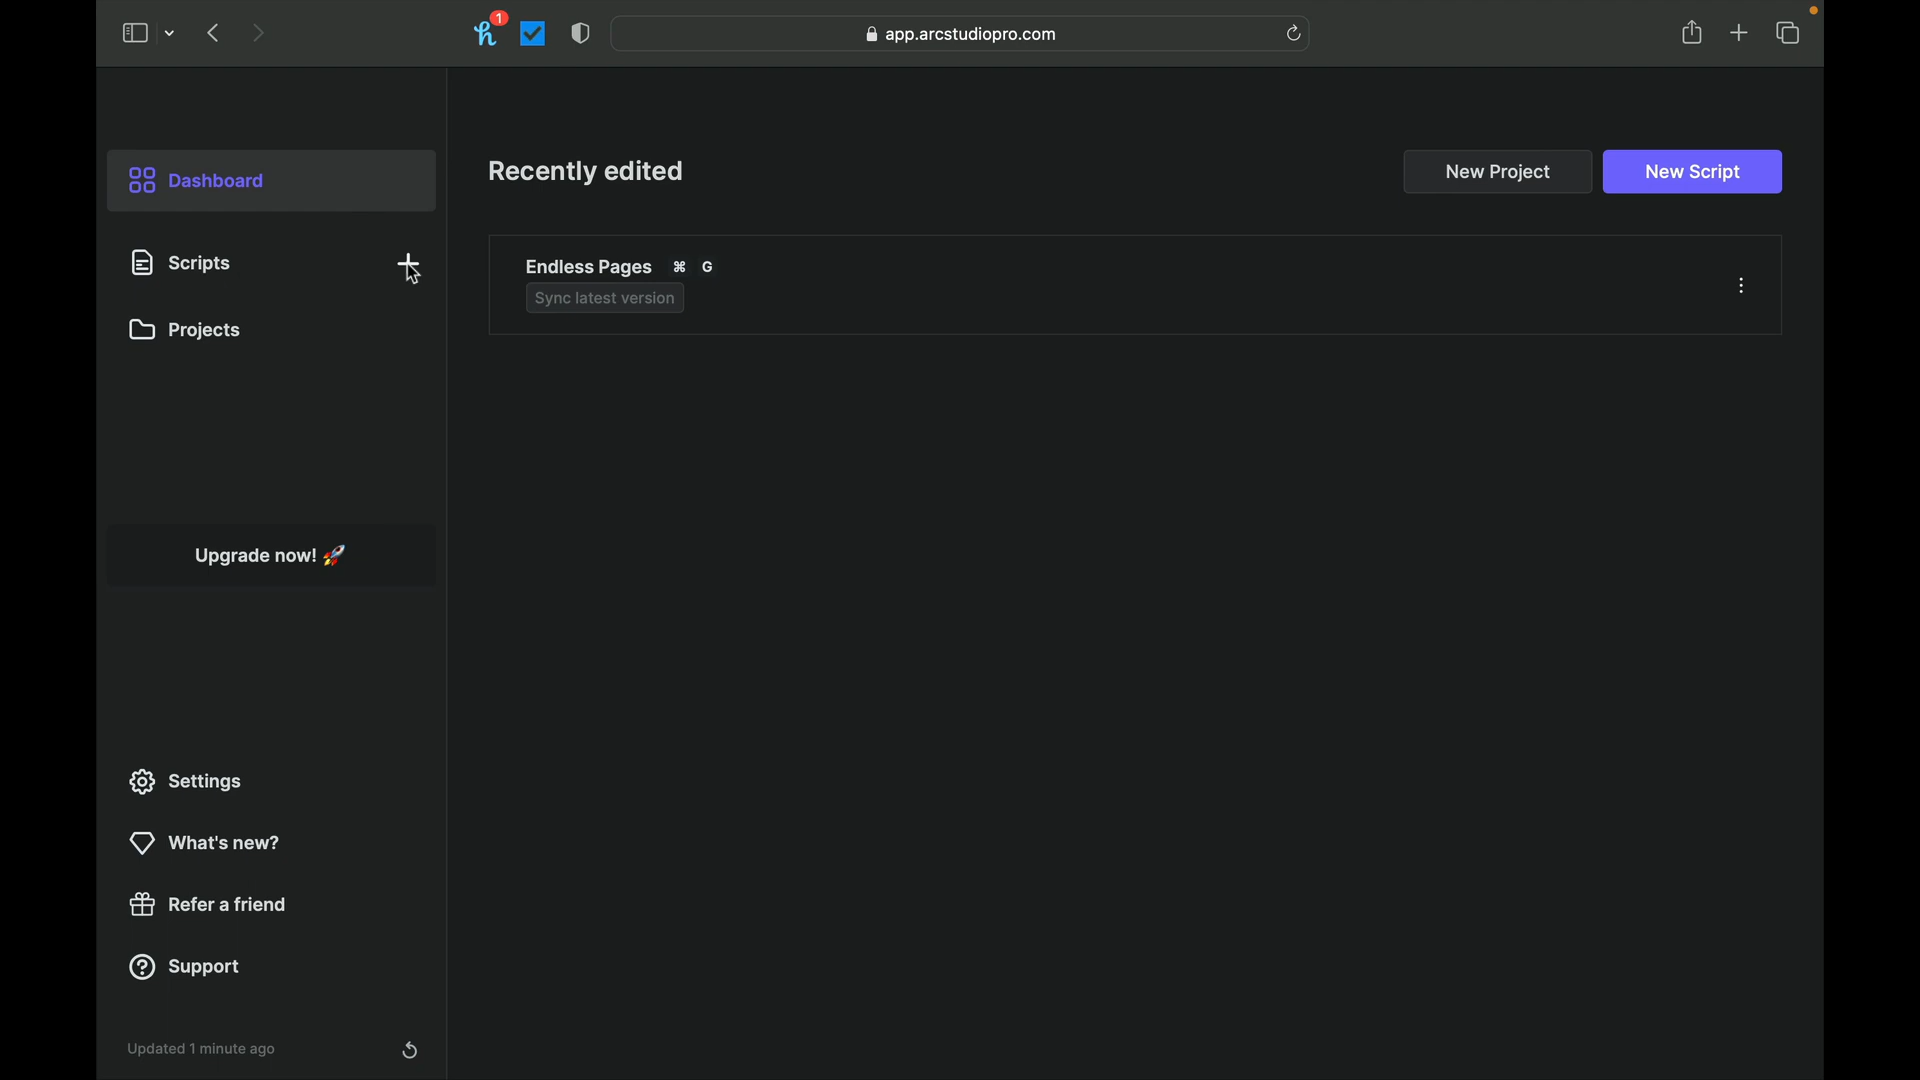 1
app.arcstudiopro.com
Dashboard
Scripts
Projects
Upgrade now! 🚀
Settings
What's new?
Refer a friend
Support
Updated 1 minute ago
Recently edited
New Project
New Script
Endless Pages ⌘ G
Sync latest version